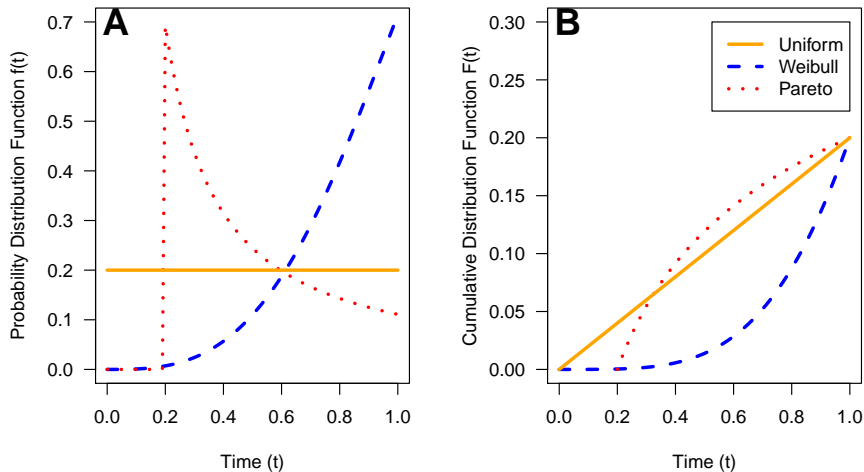 A
Probability Distribution Function f(t)
0.7
0.6
0.5
0.4
0.3
0.2
0.1
0.0
0.0 0.2 0.4 0.6 0.8 1.0
Time (t)
B
Cumulative Distribution Function F(t)
0.30
0.25
0.20
0.15
0.10
0.05
0.00
0.0 0.2 0.4 0.6 0.8 1.0
Time (t)
Uniform
Weibull
Pareto